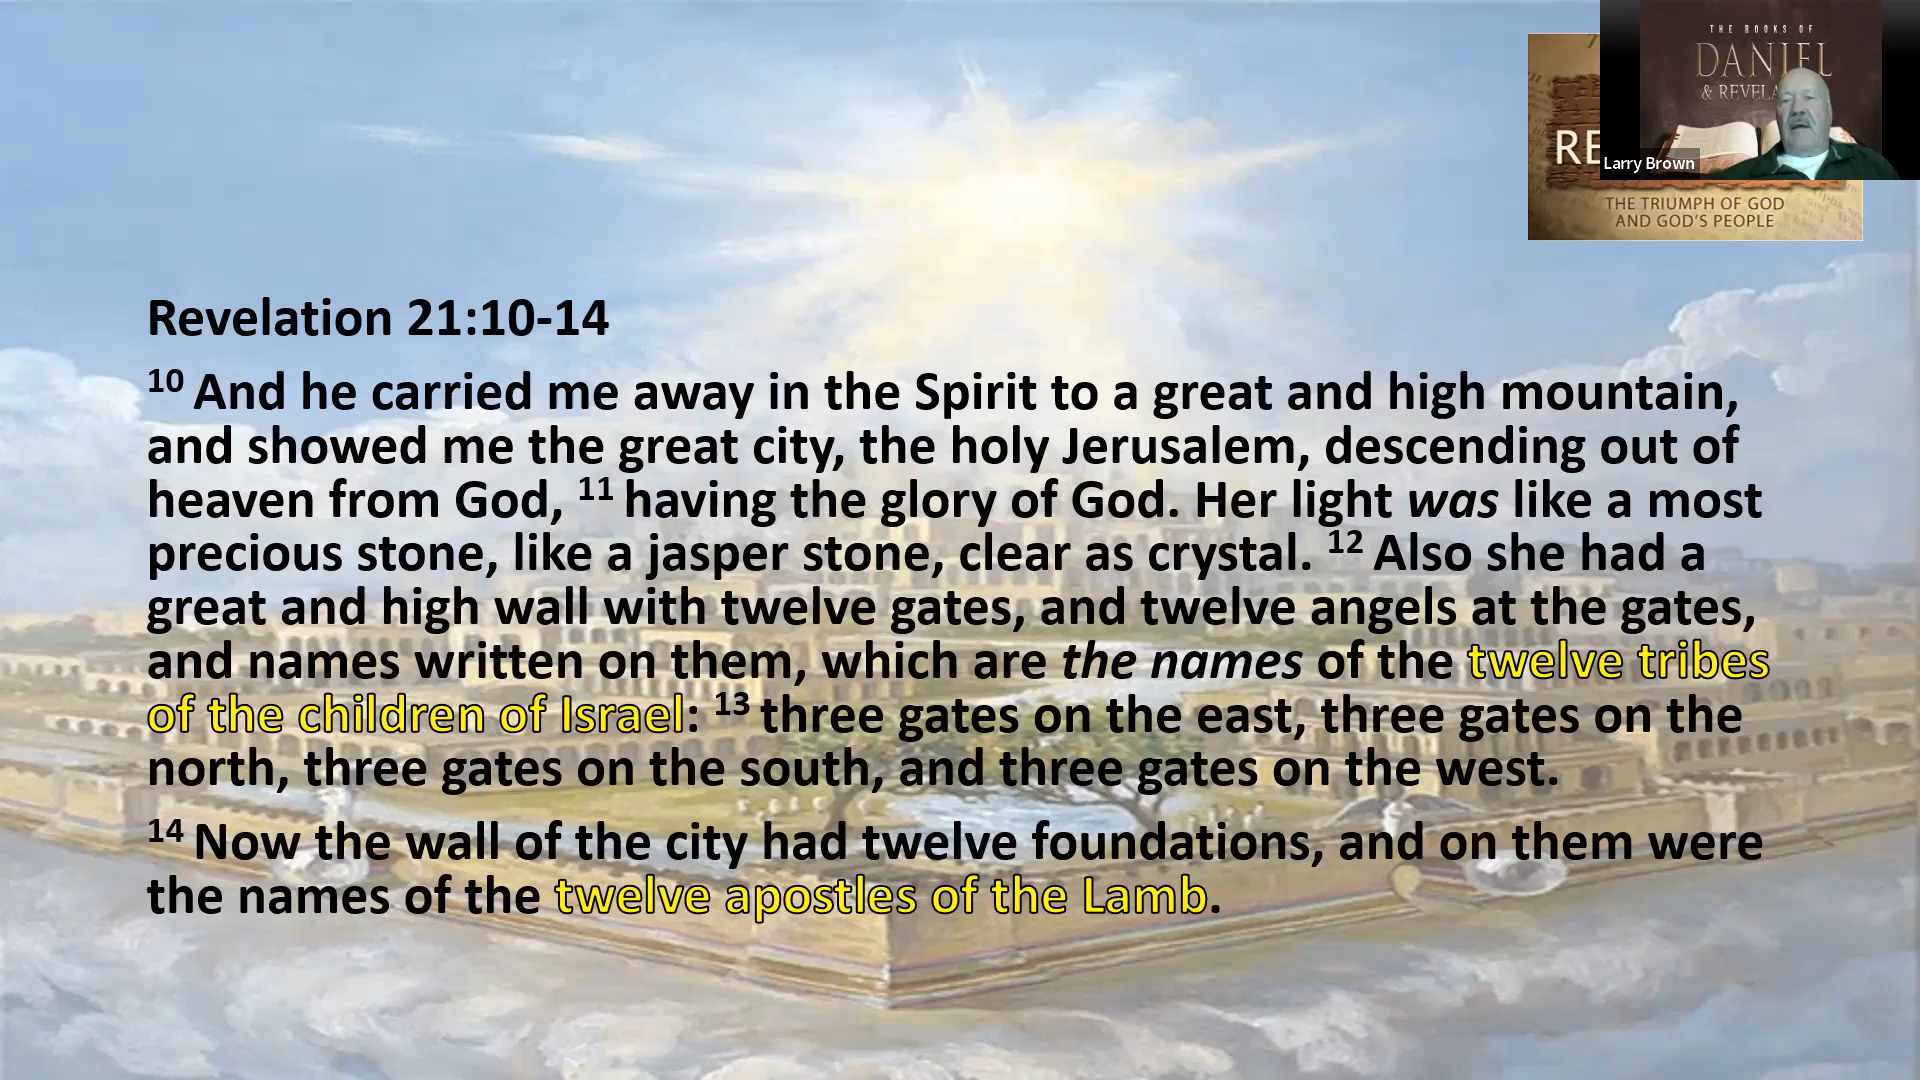 THE BOOKS OF
DANIEL
& REVELA
RE
Larry Brown
THE TRIUMPH OF GOD
AND GOD'S PEOPLE
Revelation 21:10-14
10 And he carried me away in the Spirit to a great and high mountain,
and showed me the great city, the holy Jerusalem, descending out of
heaven from God, 11 having the glory of God. Her light was like a most
precious stone, like a jasper stone, clear as crystal. 12 Also she had a
great and high wall with twelve gates, and twelve angels at the gates,
and names written on them, which are the names of the twelve tribes
of the children of Israel: 13 three gates on the east, three gates on the
north, three gates on the south, and three gates on the west.
14 Now the wall of the city had twelve foundations, and on them were
the names of the twelve apostles of the Lamb.